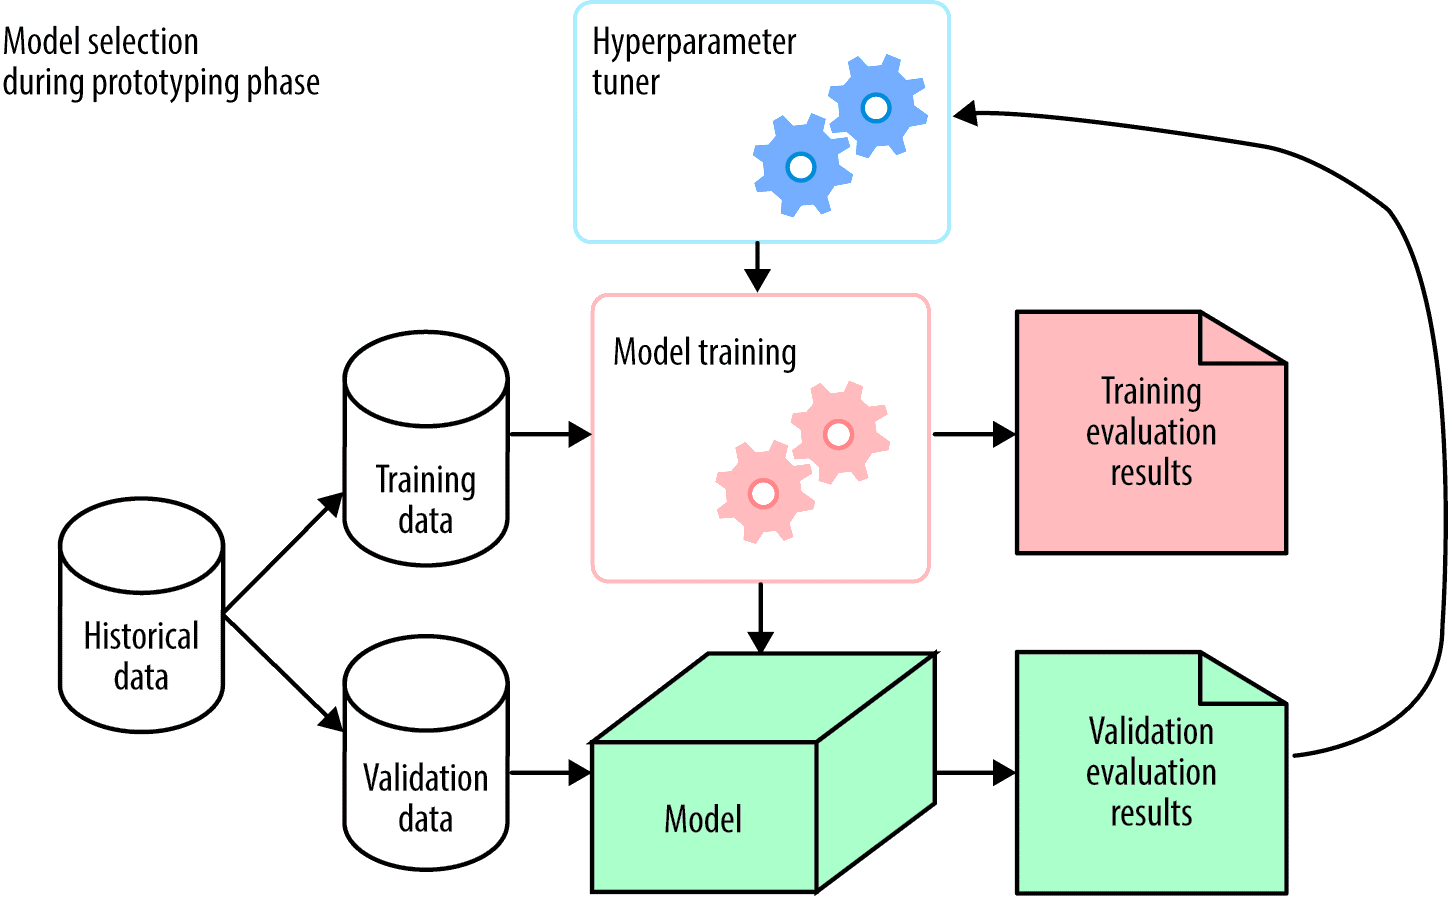 Model selection
during prototyping phase
Hyperparameter
tuner
Model training
Training
evaluation
results
Training
data
Historical
data
Validation
data
Model
Validation
evaluation
results